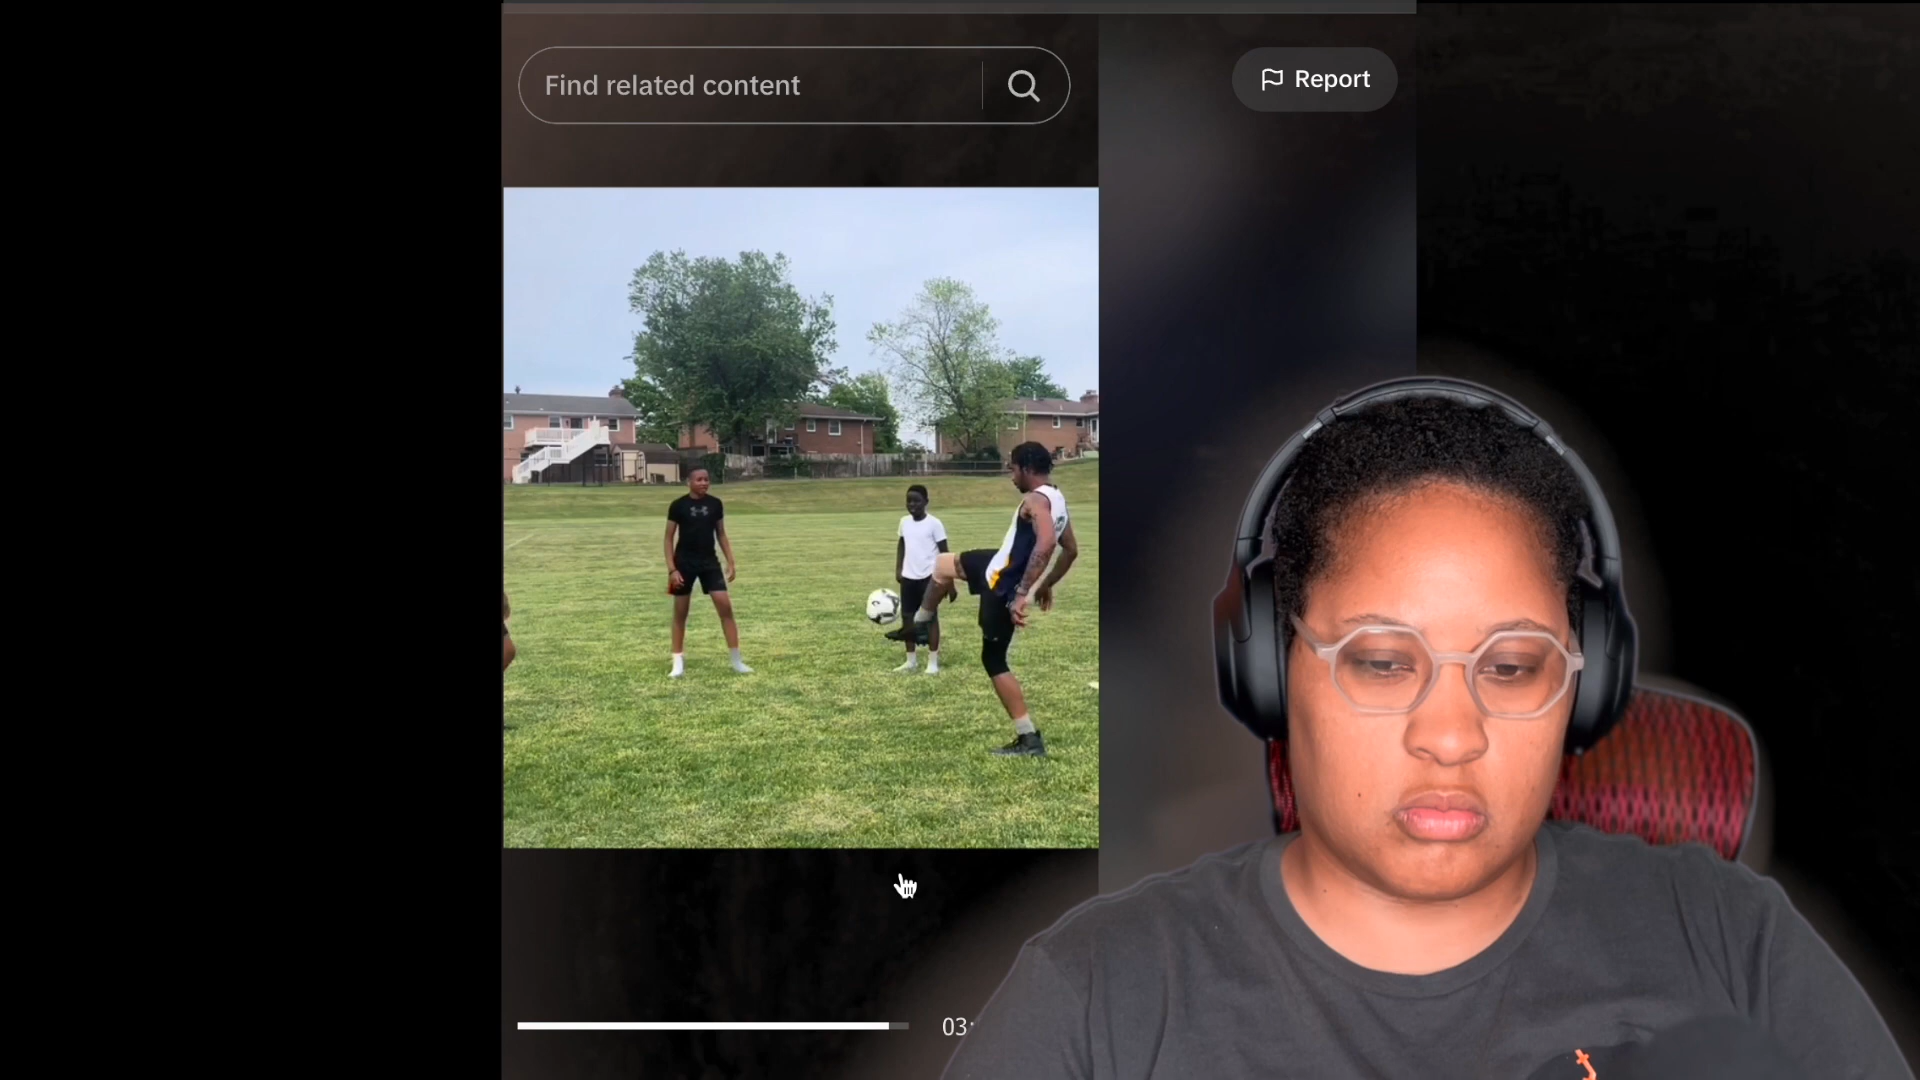 Find related content
Report
03: